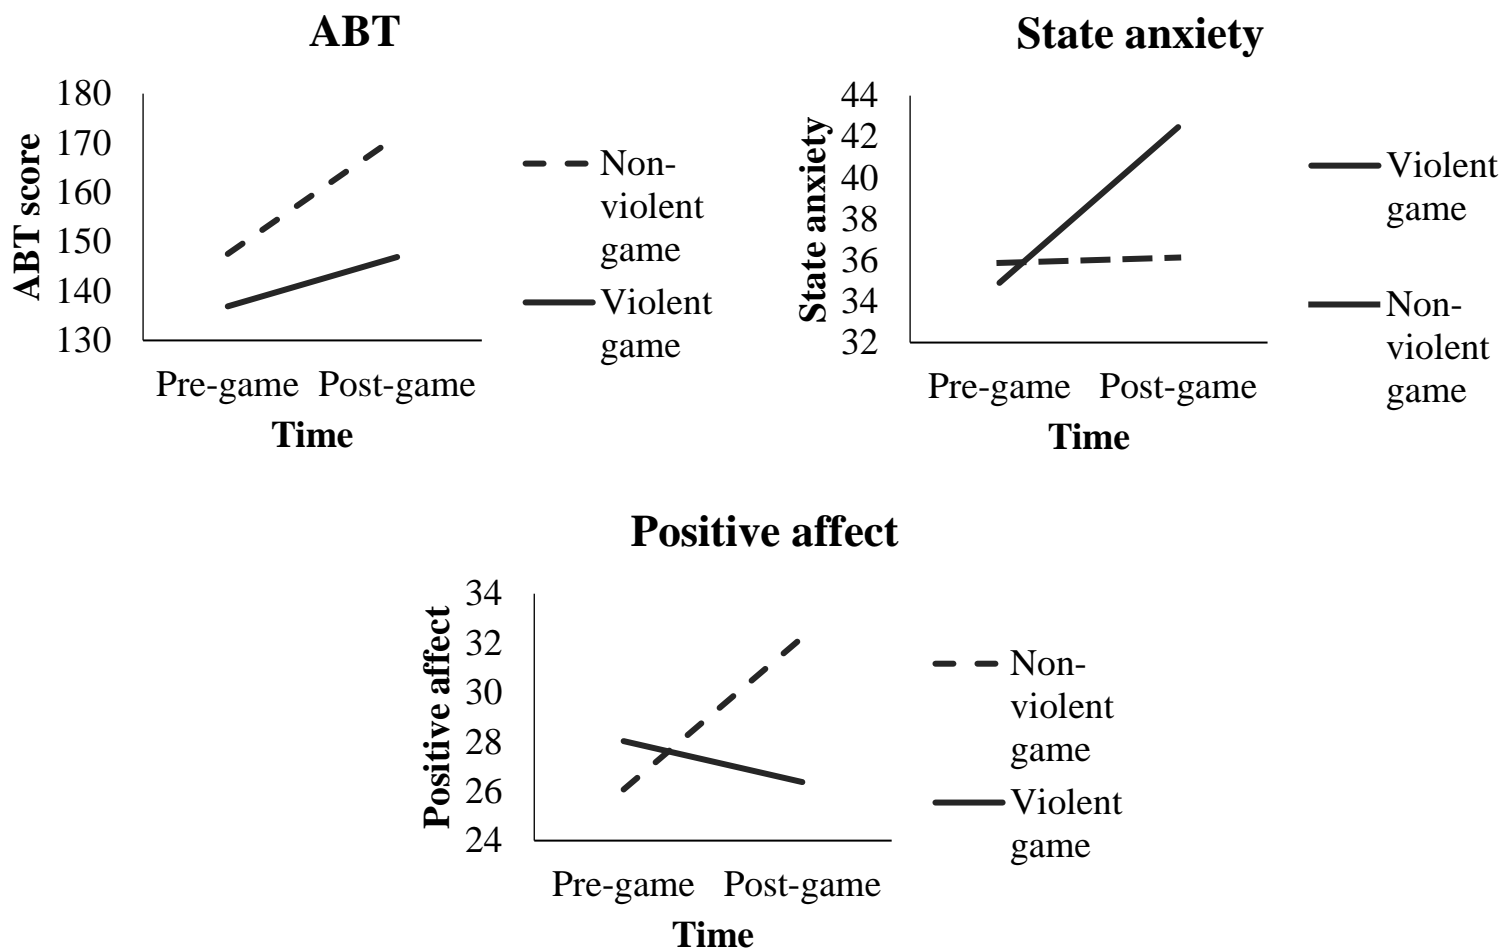 ABT
180
170
160
150
140
130
ABT score
Pre-game Post-game
Time
Non-
violent
game
Violent
game
State anxiety
44
42
40
38
36
34
32
State anxiety
Pre-game Post-game
Time
Violent
game
Non-
violent
game
Positive affect
34
32
30
28
26
24
Positive affect
Pre-game Post-game
Time
Non-
violent
game
Violent
game